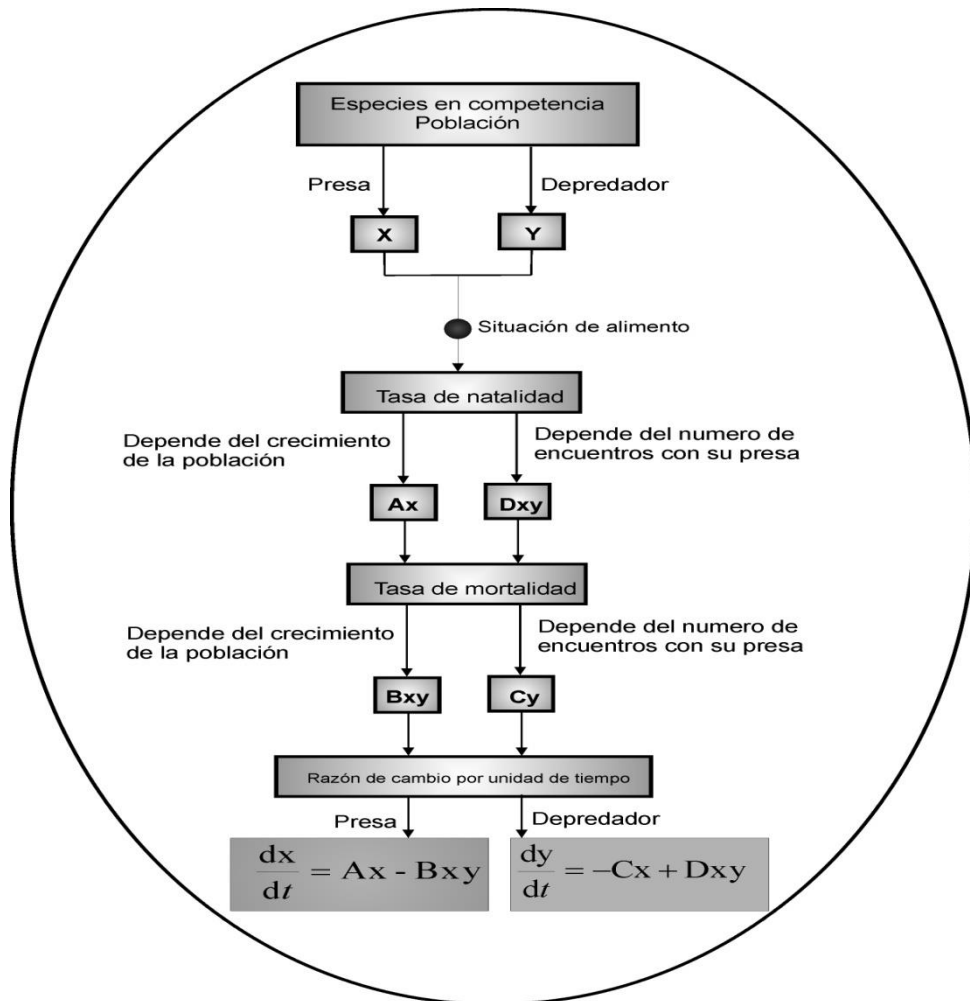 Especies en competencia
Población
Presa
Depredador
X
Y
Situación de alimento
Tasa de natalidad
Depende del crecimiento
de la población
Depende del numero de
encuentros con su presa
Ax
Dxy
Tasa de mortalidad
Depende del crecimiento
de la población
Depende del numero de
encuentros con su presa
Bxy
Cy
Razón de cambio por unidad de tiempo
Presa
Depredador
dx/dt = Ax - Bxy
dy/dt = −Cx + Dxy